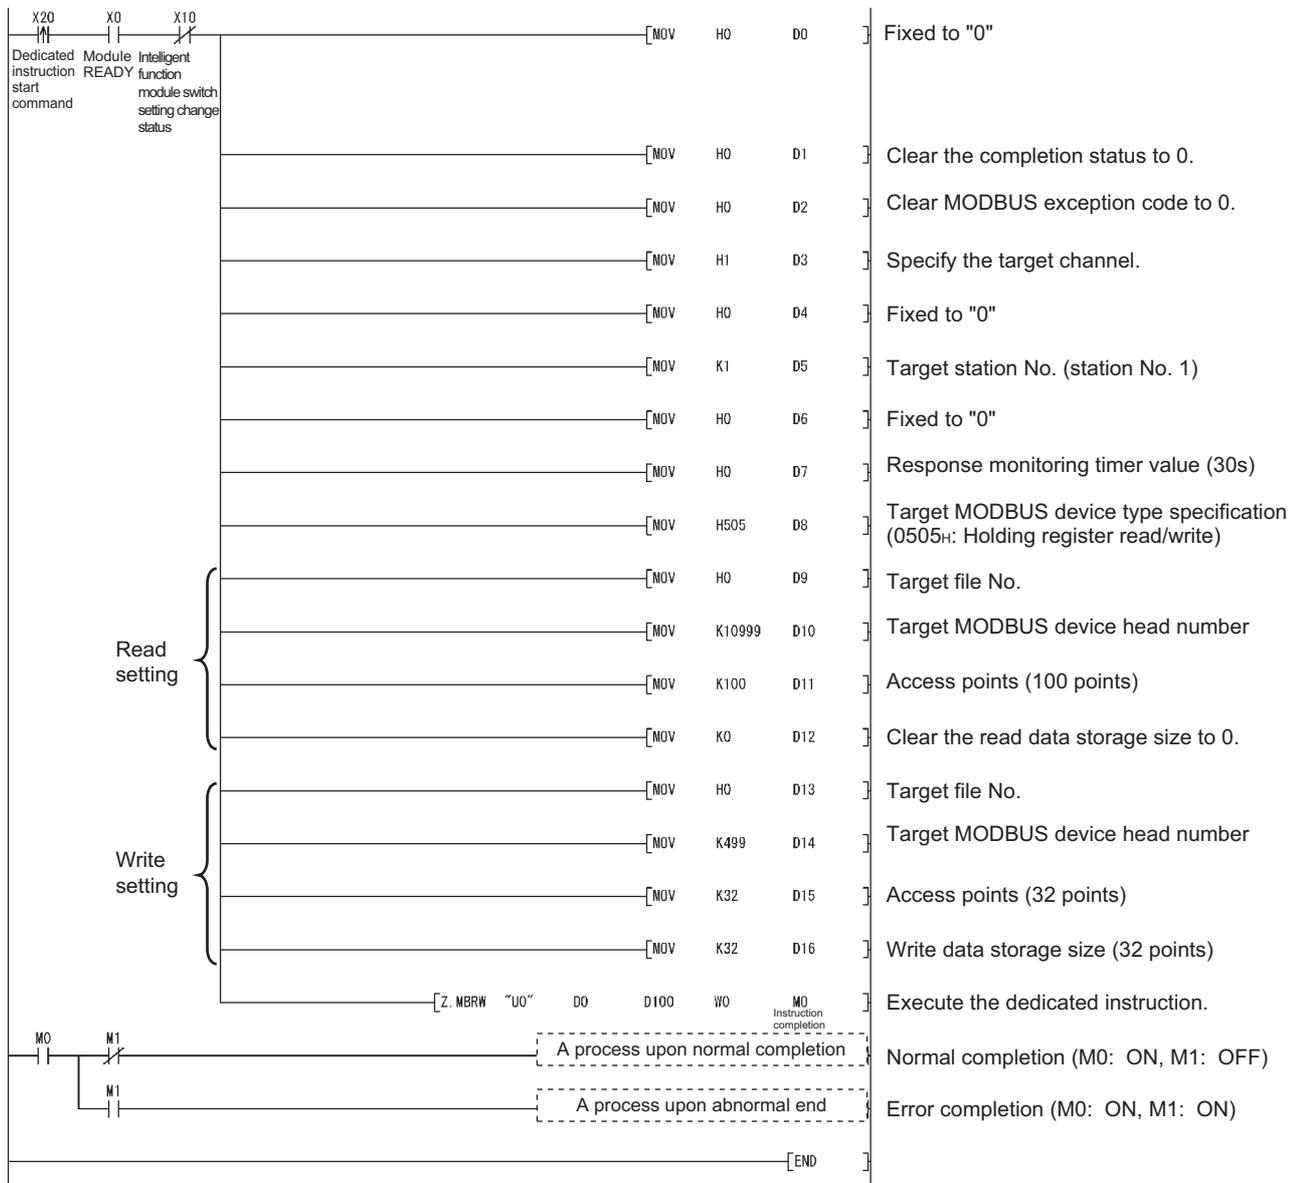 X20 X0 X10
[MOV H0 D0 ] Fixed to "0"
Dedicated instruction start command
Module READY
Intelligent function module switch setting change status
[MOV H0 D1 ] Clear the completion status to 0.
[MOV H0 D2 ] Clear MODBUS exception code to 0.
[MOV H1 D3 ] Specify the target channel.
[MOV H0 D4 ] Fixed to "0"
[MOV K1 D5 ] Target station No. (station No. 1)
[MOV H0 D6 ] Fixed to "0"
[MOV H0 D7 ] Response monitoring timer value (30s)
[MOV H505 D8 ] Target MODBUS device type specification
(0505H: Holding register read/write)
Read
setting
[MOV H0 D9 ] Target file No.
[MOV K10999 D10 ] Target MODBUS device head number
[MOV K100 D11 ] Access points (100 points)
[MOV K0 D12 ] Clear the read data storage size to 0.
Write
setting
[MOV H0 D13 ] Target file No.
[MOV K499 D14 ] Target MODBUS device head number
[MOV K32 D15 ] Access points (32 points)
[MOV K32 D16 ] Write data storage size (32 points)
[Z.MBRW "U0" D0 D100 W0 M0 ] Execute the dedicated instruction.
Instruction
completion
M0 M1
A process upon normal completion Normal completion (M0: ON, M1: OFF)
M1
A process upon abnormal end Error completion (M0: ON, M1: ON)
[END ]